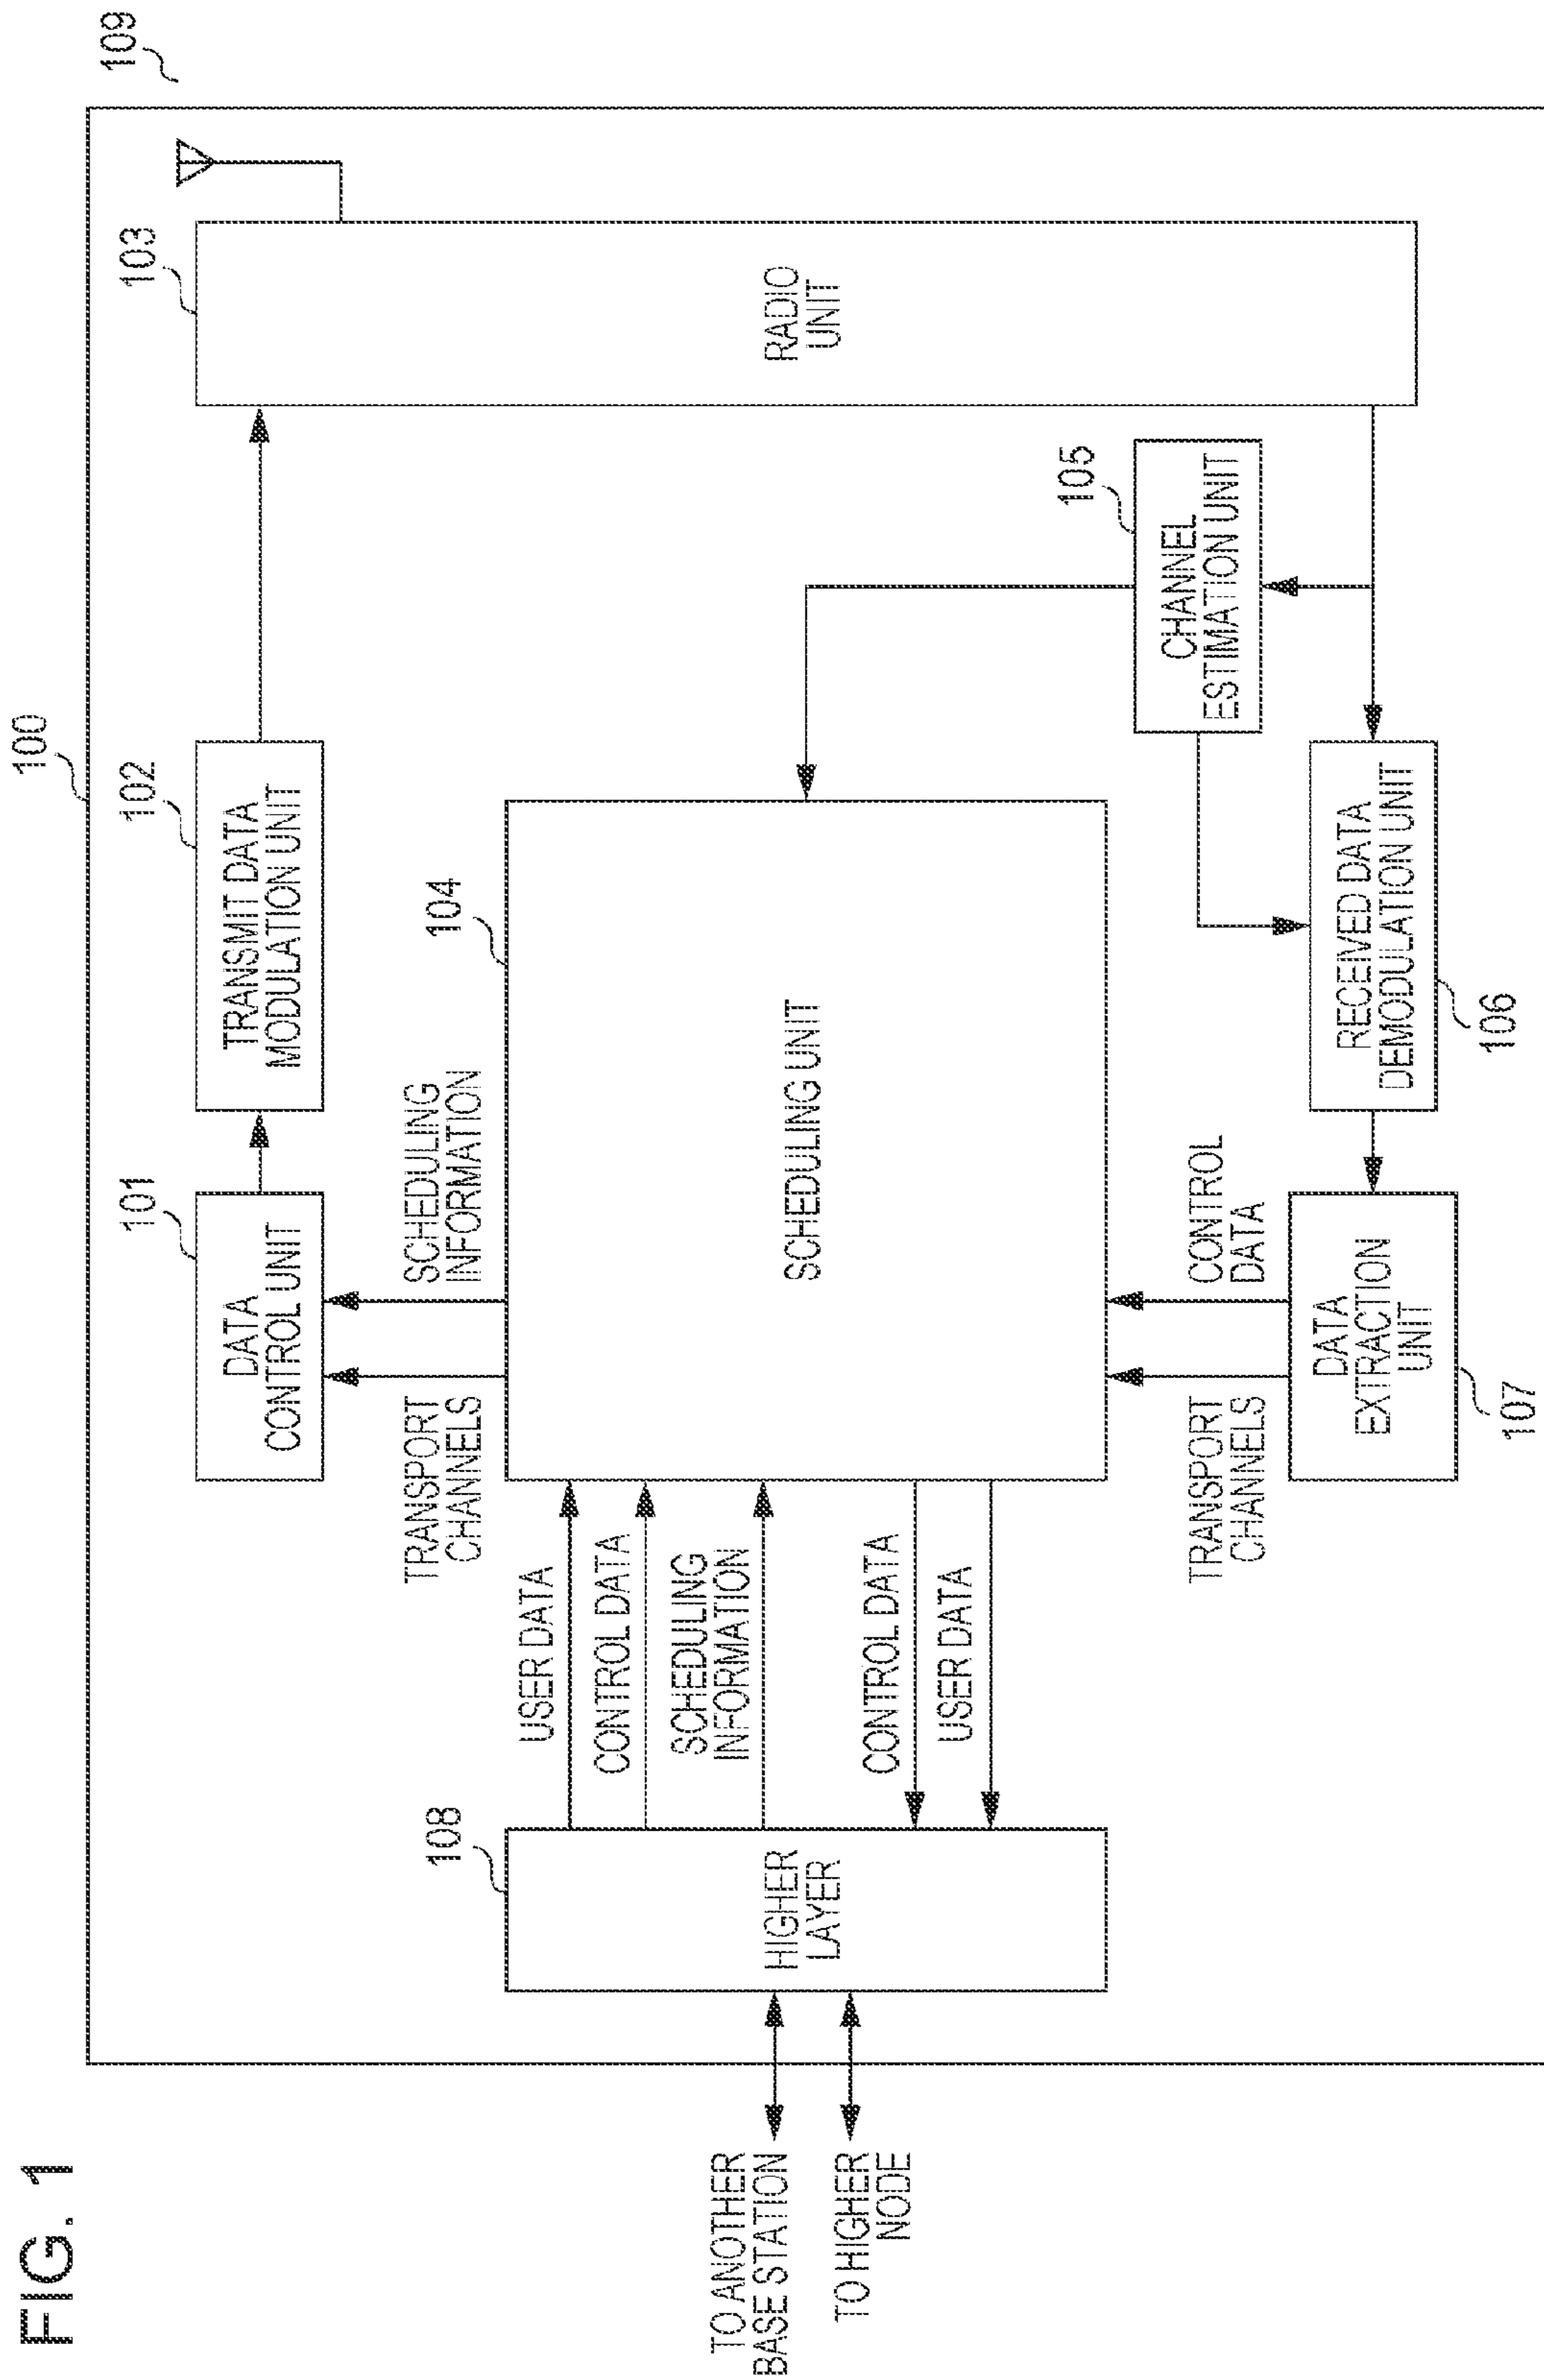 FIG. 1
100
109
101
DATA
CONTROL UNIT
102
TRANSMIT DATA
MODULATION UNIT
103
RADIO
UNIT
TRANSPORT
CHANNELS
SCHEDULING
INFORMATION
104
SCHEDULING UNIT
108
HIGHER
LAYER
USER DATA
CONTROL DATA
SCHEDULING
INFORMATION
CONTROL DATA
USER DATA
TO ANOTHER
BASE STATION
TO HIGHER
NODE
105
CHANNEL
ESTIMATION UNIT
TRANSPORT
CHANNELS
CONTROL
DATA
DATA
EXTRACTION
UNIT
107
RECEIVED DATA
DEMODULATION UNIT
106